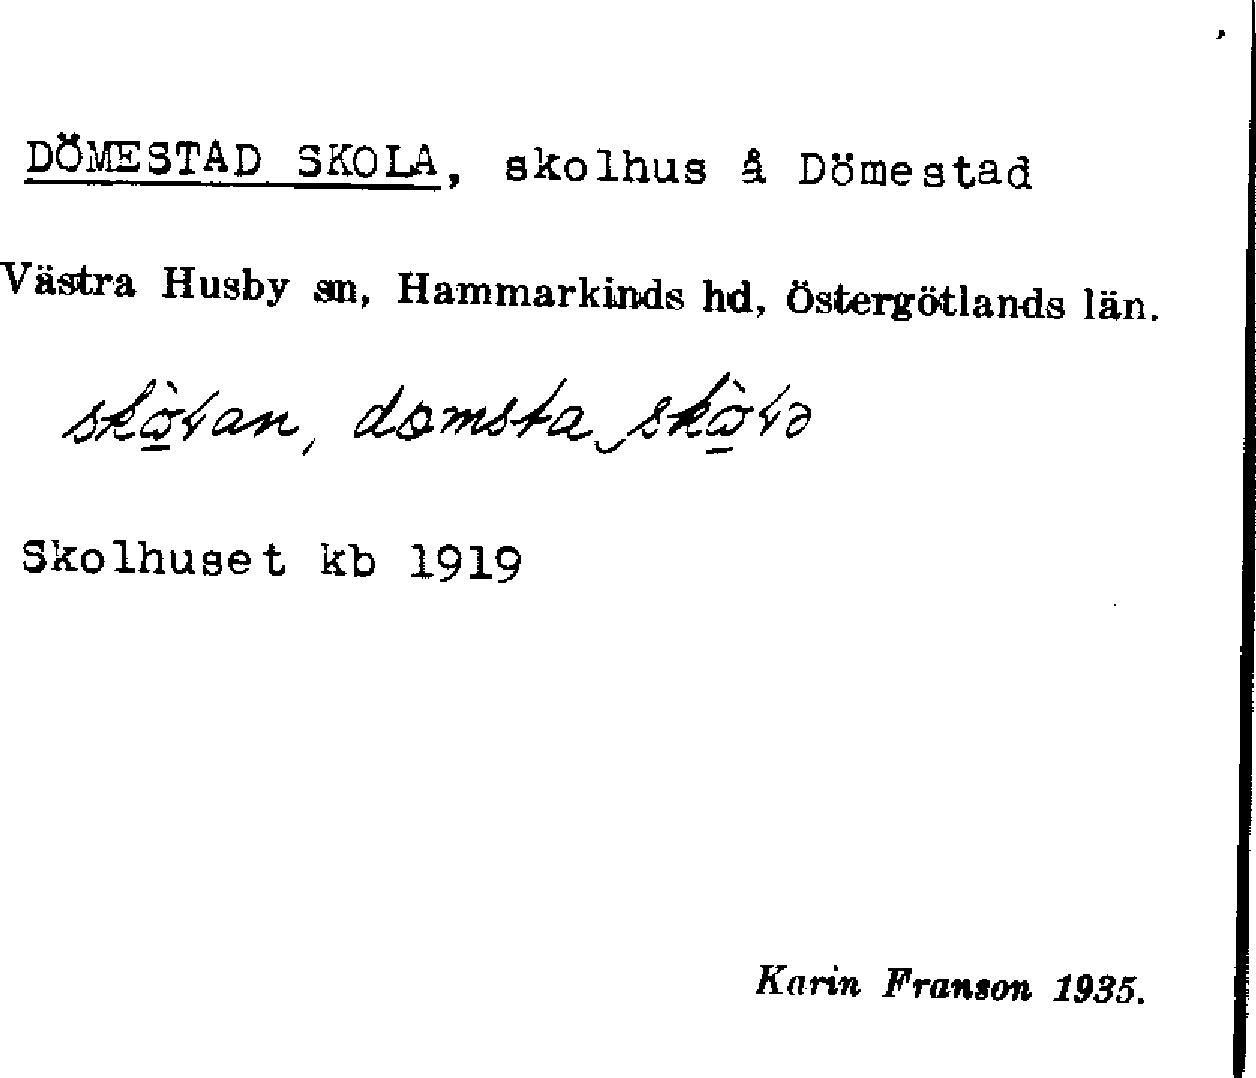 DÖMESTAD SKOLA, skolhus å Dömestad
Västra Husby sn, Hammarkinds hd, Östergötlands län.
Skolhuset kb 1919
Karin Franson 1935.